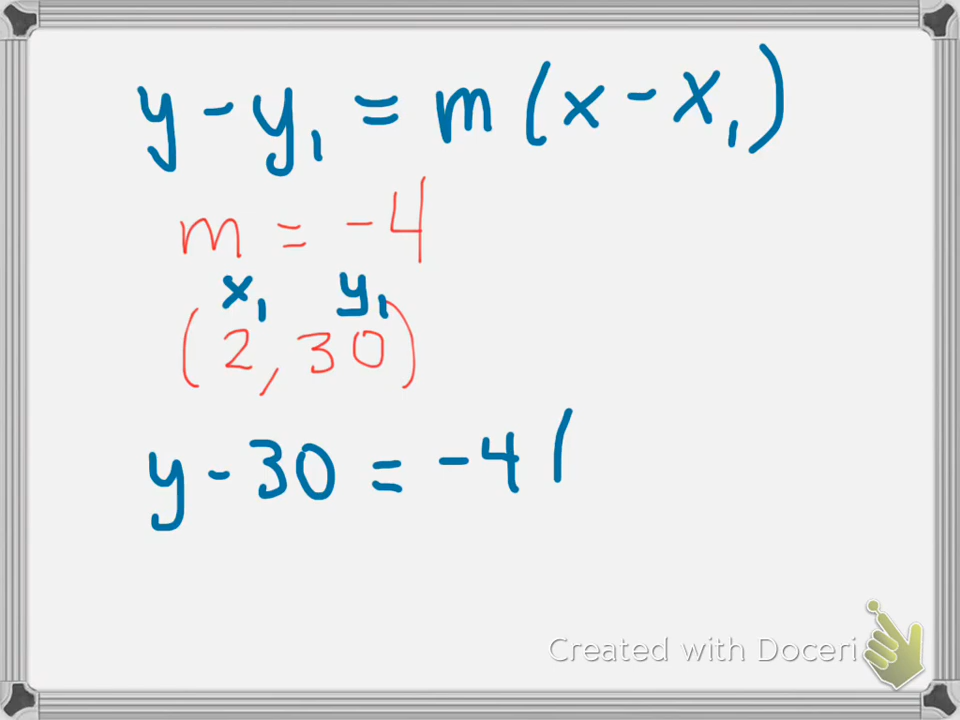 y - y₁ = m (x - x₁)
m = -4
x₁ y₁
(2, 30)
y - 30 = -4 (
Created with Doceri